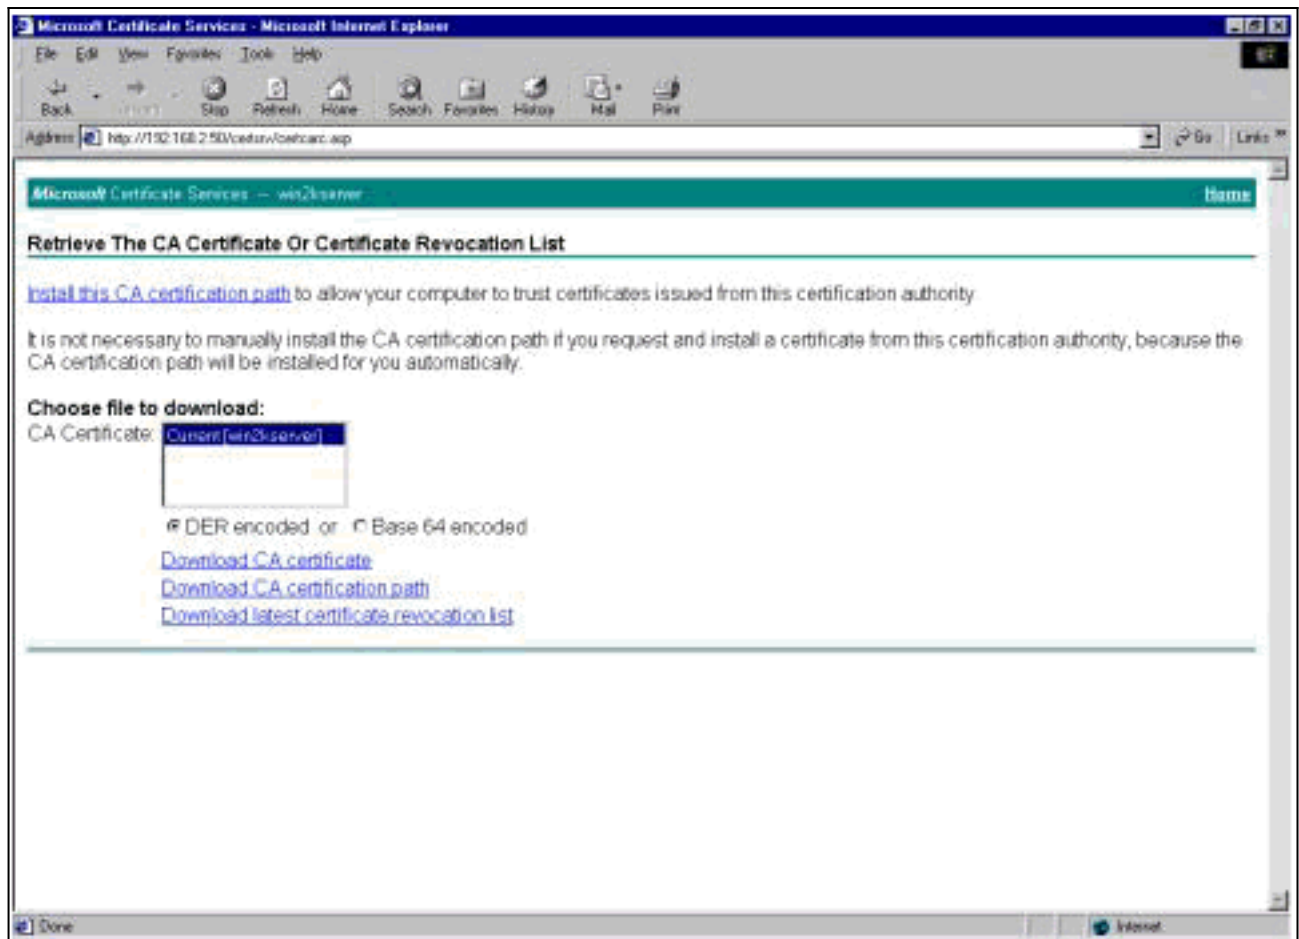 Microsoft Certificate Services - Microsoft Internet Explorer
File Edit View Favorites Tools Help
Back Stop Refresh Home Search Favorites History Mail Print
Address http://192.168.2.50/certsrv/certcarc.asp Go Links »
Microsoft Certificate Services -- win2kserver Home
Retrieve The CA Certificate Or Certificate Revocation List
Install this CA certification path to allow your computer to trust certificates issued from this certification authority.
It is not necessary to manually install the CA certification path if you request and install a certificate from this certification authority, because the
CA certification path will be installed for you automatically.
Choose file to download:
CA Certificate: Current [win2kserver]
DER encoded or Base 64 encoded
Download CA certificate
Download CA certification path
Download latest certificate revocation list
Done Internet